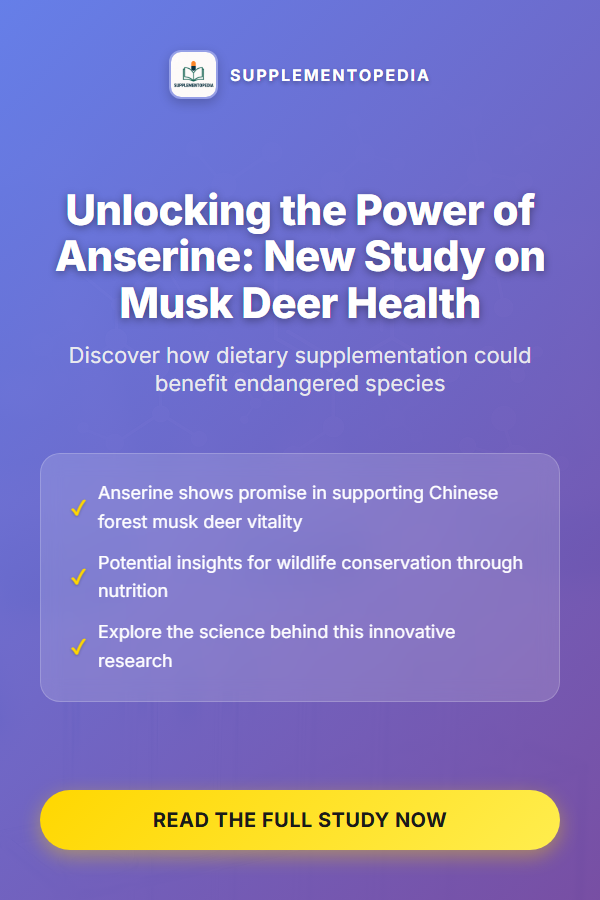 SUPPLEMENTOPEDIA
SUPPLEMENTOPEDIA
Unlocking the Power of
Anserine: New Study on
Musk Deer Health
Discover how dietary supplementation could
benefit endangered species
✓ Anserine shows promise in supporting Chinese
forest musk deer vitality
✓ Potential insights for wildlife conservation through
nutrition
✓ Explore the science behind this innovative
research
READ THE FULL STUDY NOW